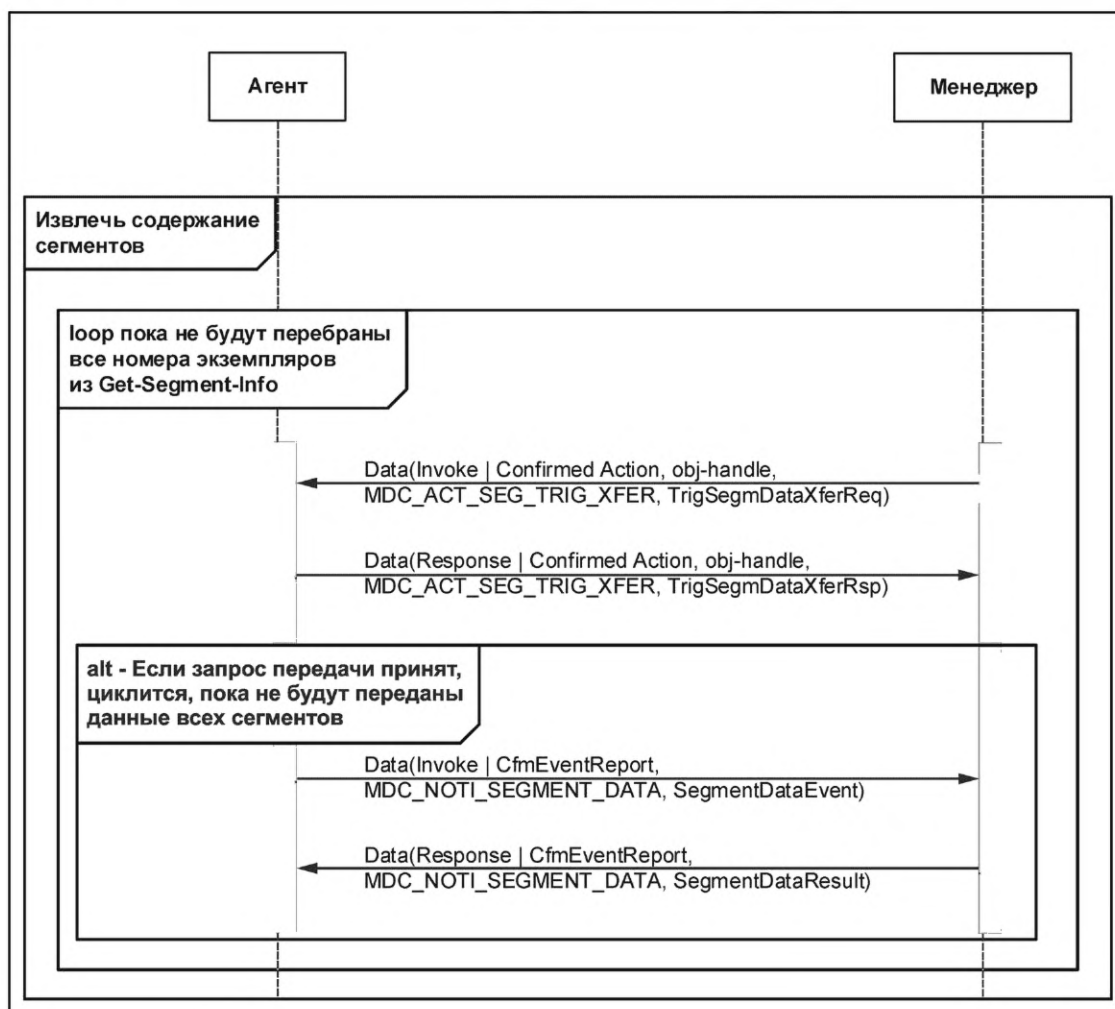 Агент
Менеджер
Извлечь содержание
сегментов
loop пока не будут перебраны
все номера экземпляров
из Get-Segment-Info
Data(Invoke | Confirmed Action, obj-handle,
MDC_ACT_SEG_TRIG_XFER, TrigSegmDataXferReq)
Data(Response | Confirmed Action, obj-handle,
MDC_ACT_SEG_TRIG_XFER, TrigSegmDataXferRsp)
alt - Если запрос передачи принят,
циклится, пока не будут переданы
данные всех сегментов
Data(Invoke | CfmEventReport,
MDC_NOTI_SEGMENT_DATA, SegmentDataEvent)
Data(Response | CfmEventReport,
MDC_NOTI_SEGMENT_DATA, SegmentDataResult)